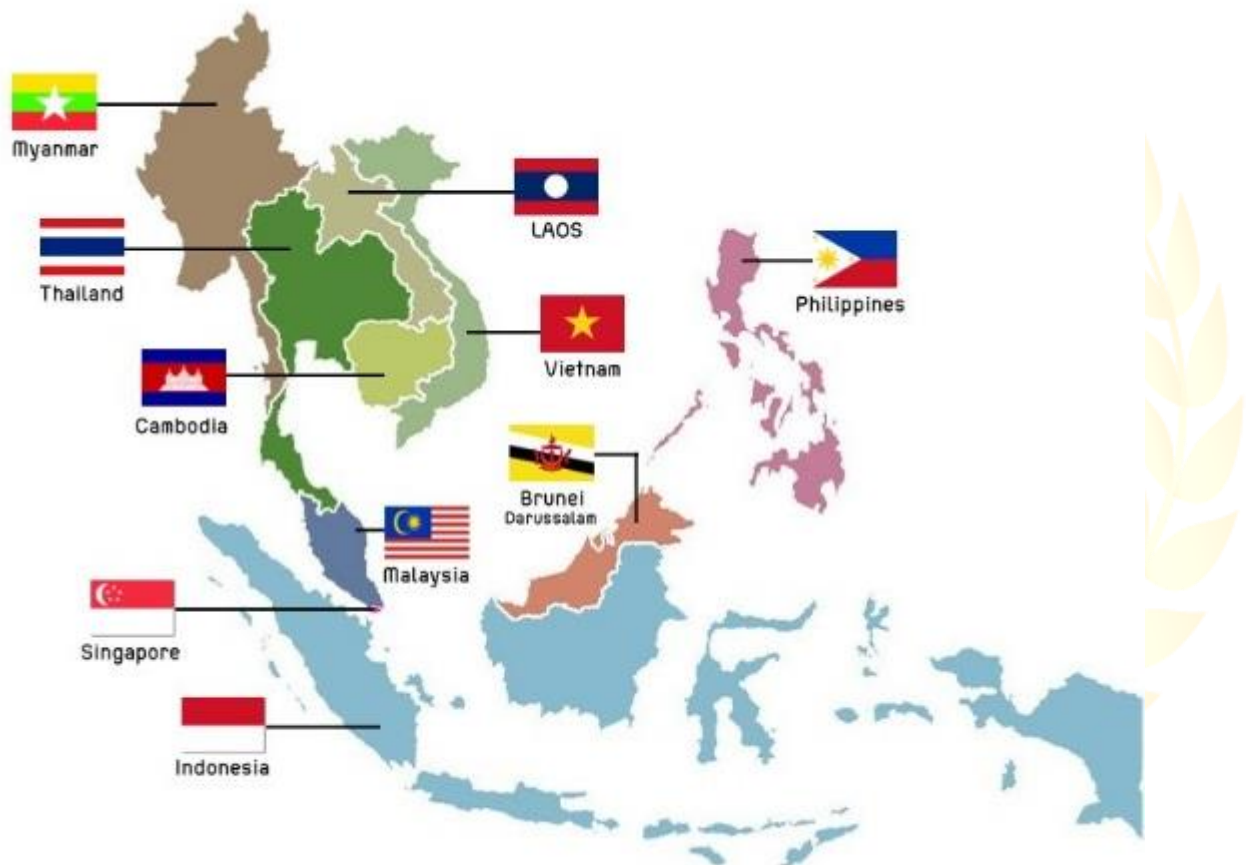 Myanmar
LAOS
Thailand
Philippines
Vietnam
Cambodia
Brunei
Darussalam
Malaysia
Singapore
Indonesia